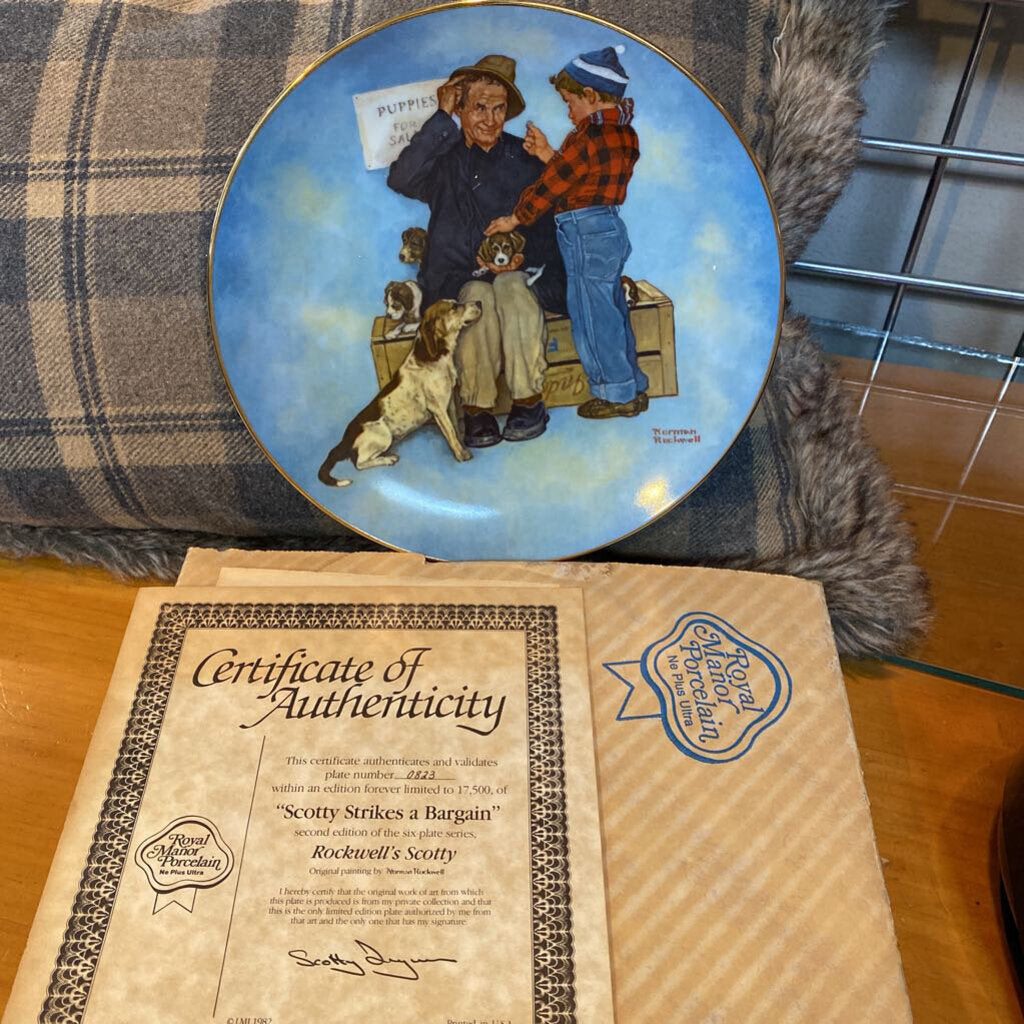 PUPPIES
FOR
Norman
Rockwell
Certificate of
Authenticity
This certificate authenticates and validates
plate number 0823
within an edition forever limited to 17,500, of
"Scotty Strikes a Bargain"
second edition of the six-plate series,
Rockwell's Scotty
Original painting by Norman Rockwell
I hereby certify that the original work of art from which
this plate is produced is from my private collection and that
this is the only limited edition plate authorized by me from
that art and the only one that has my signature.
Royal
Manor
Porcelain
Ne Plus Ultra
© LMI 1982
Printed in U.S.A.
Royal
Manor
Porcelain
Ne Plus Ultra